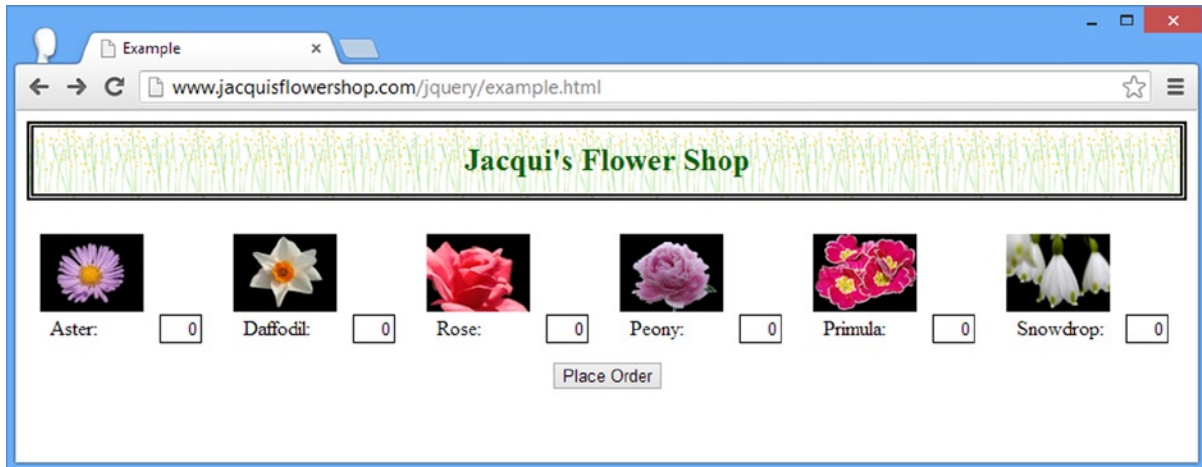 Example
www.jacquisflowershop.com/jquery/example.html
Jacqui's Flower Shop
Aster: 0 Daffodil: 0 Rose: 0 Peony: 0 Primula: 0 Snowdrop: 0
Place Order